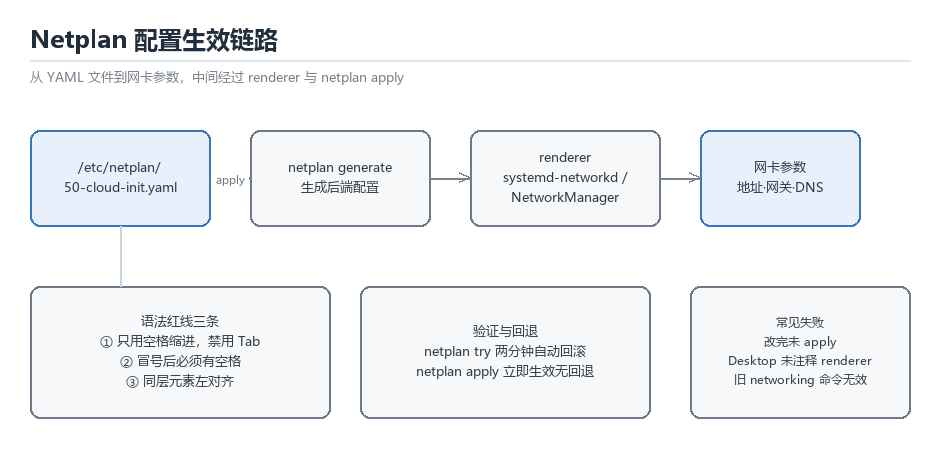 Netplan 配置生效链路
从 YAML 文件到网卡参数，中间经过 renderer 与 netplan apply
/etc/netplan/
50-cloud-init.yaml
apply
netplan generate
生成后端配置
renderer
systemd-networkd /
NetworkManager
网卡参数
地址·网关·DNS
语法红线三条
① 只用空格缩进，禁用 Tab
② 冒号后必须有空格
③ 同层元素左对齐
验证与回退
netplan try 两分钟自动回滚
netplan apply 立即生效无回退
常见失败
改完未 apply
Desktop 未注释 renderer
旧 networking 命令无效